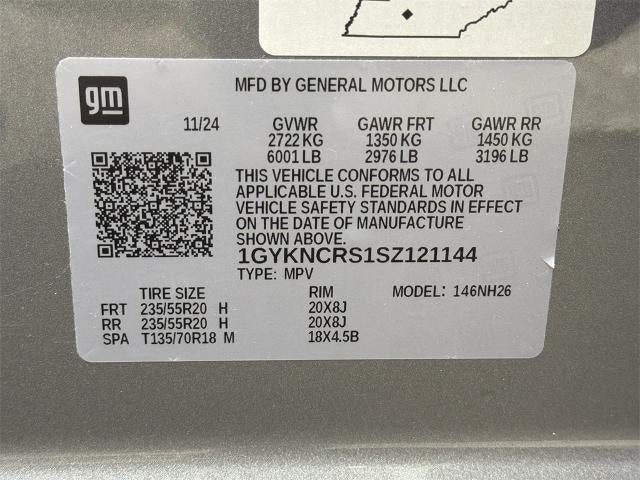 gm
MFD BY GENERAL MOTORS LLC
11/24 GVWR GAWR FRT GAWR RR
2722 KG 1350 KG 1450 KG
6001 LB 2976 LB 3196 LB
THIS VEHICLE CONFORMS TO ALL
APPLICABLE U.S. FEDERAL MOTOR
VEHICLE SAFETY STANDARDS IN EFFECT
ON THE DATE OF MANUFACTURE
SHOWN ABOVE.
1GYKNCRS1SZ121144
TYPE: MPV
TIRE SIZE RIM MODEL: 146NH26
FRT 235/55R20 H 20X8J
RR 235/55R20 H 20X8J
SPA T135/70R18 M 18X4.5B